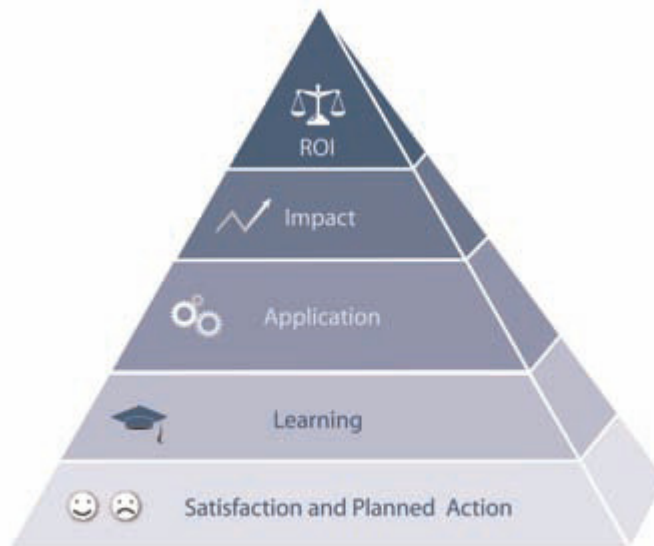 ROI
Impact
Application
Learning
Satisfaction and Planned Action